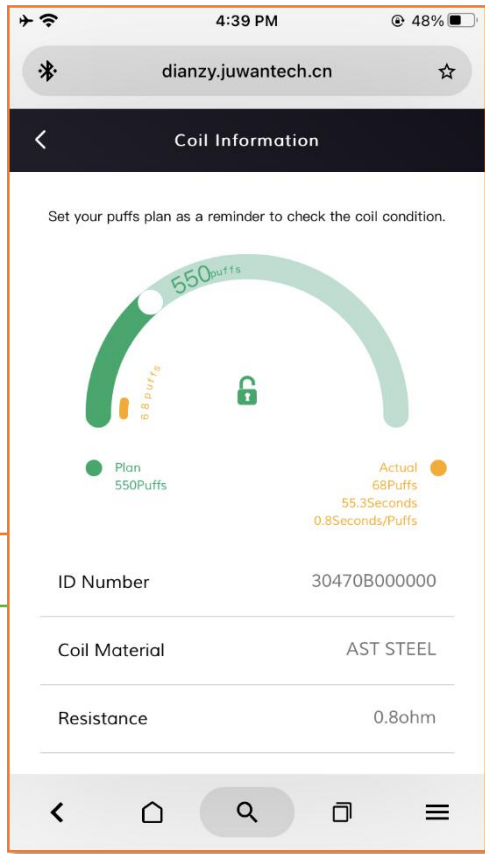 4:39 PM
48%
dianzy.juwantech.cn
Coil Information
Set your puffs plan as a reminder to check the coil condition.
550puffs
68puffs
Plan
550Puffs
Actual
68Puffs
55.3Seconds
0.8Seconds/Puffs
ID Number 30470B000000
Coil Material AST STEEL
Resistance 0.8ohm